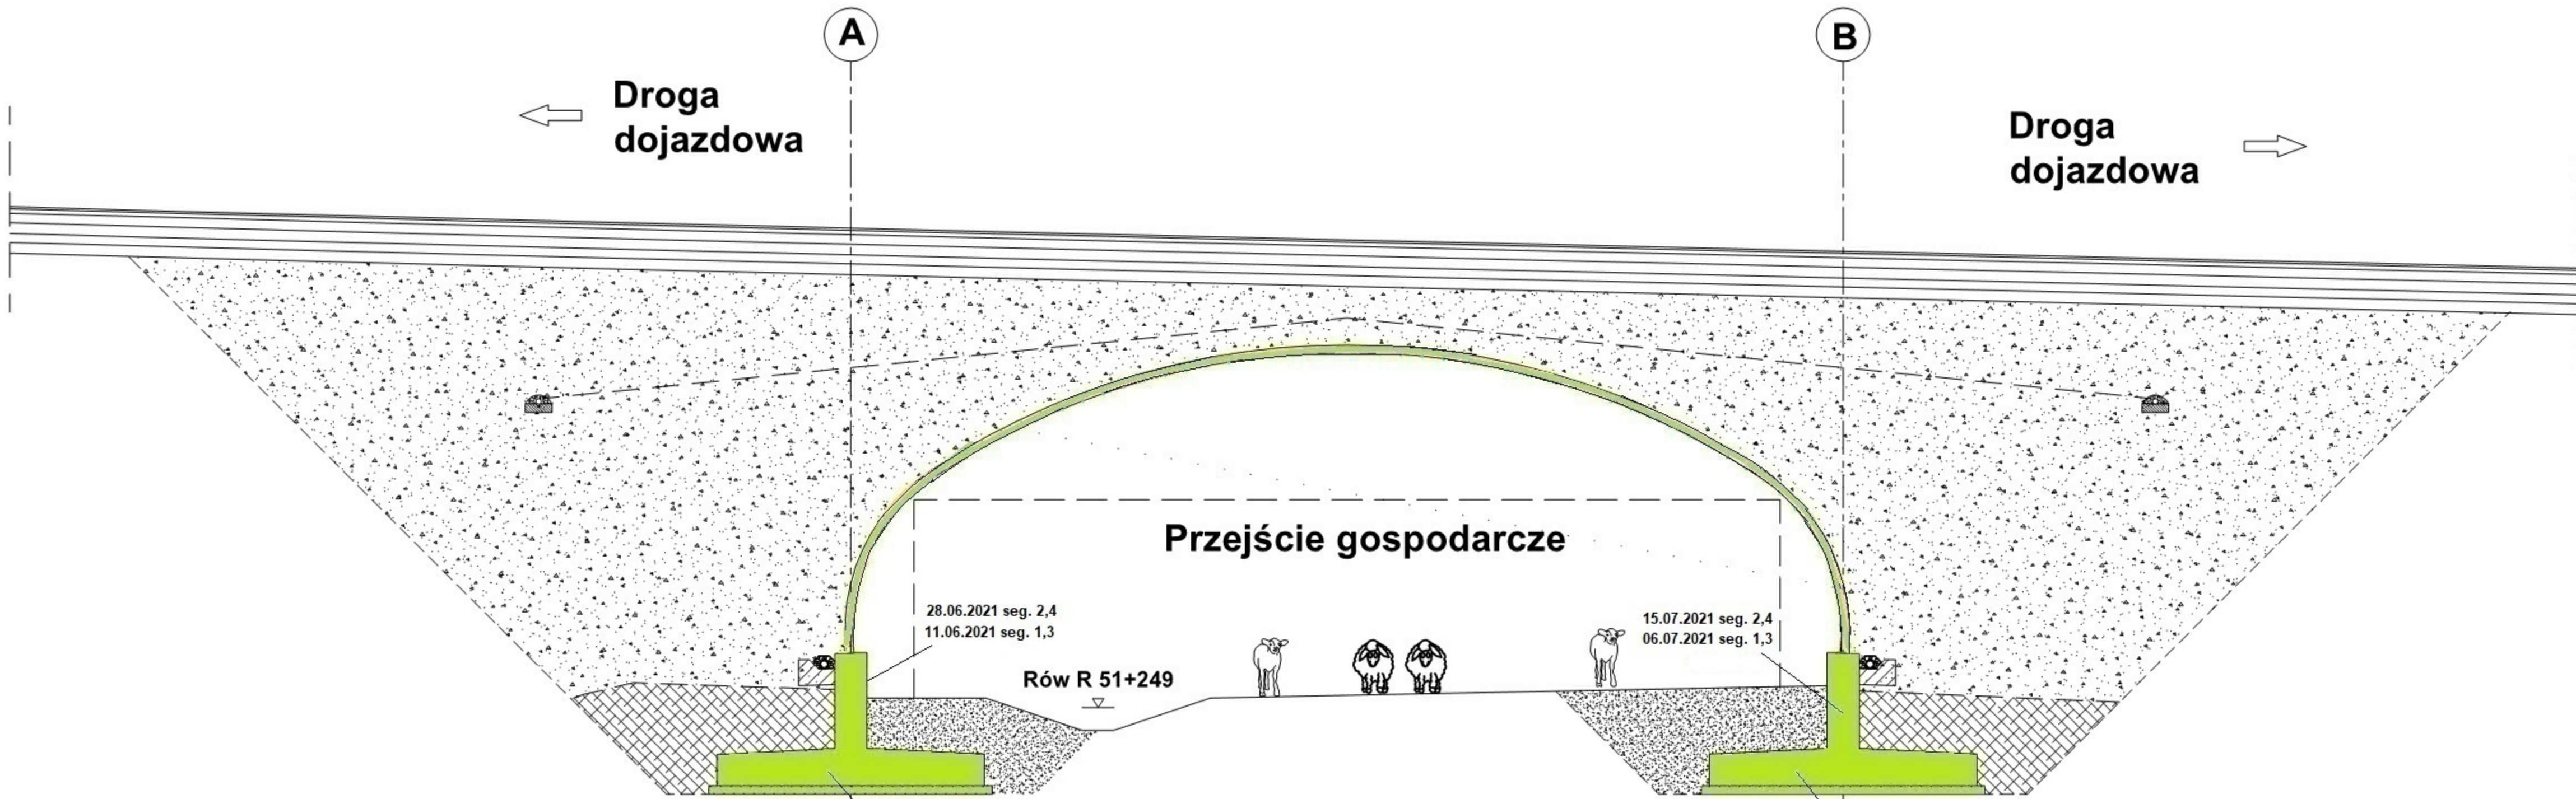 A
B
Droga
dojazdowa
Droga
dojazdowa
Przejście gospodarcze
28.06.2021 seg. 2,4
11.06.2021 seg. 1,3
15.07.2021 seg. 2,4
06.07.2021 seg. 1,3
Rów R 51+249